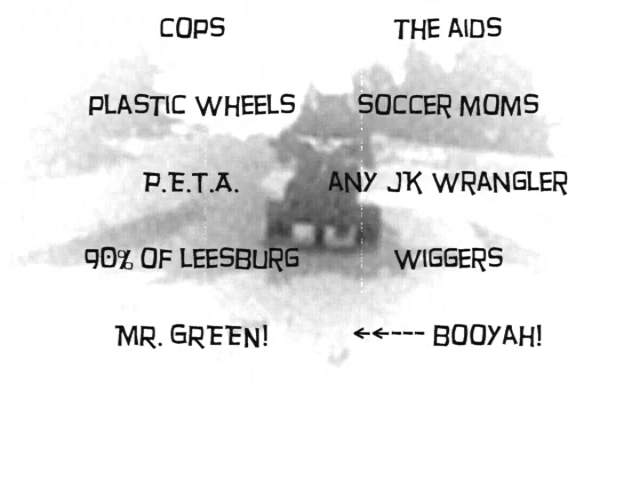 COPS
THE AIDS
PLASTIC WHEELS
SOCCER MOMS
P.E.T.A.
ANY JK WRANGLER
90% OF LEESBURG
WIGGERS
MR. GREEN!
<<--- BOOYAH!